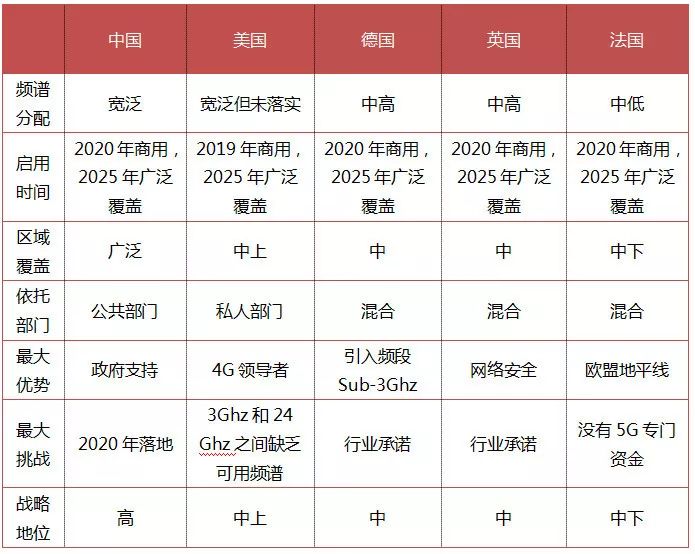 中国 美国 德国 英国 法国
频谱分配 宽泛 宽泛但未落实 中高 中高 中低
启用时间 2020 年商用，2025 年广泛覆盖 2019 年商用，2025 年广泛覆盖 2020 年商用，2025 年广泛覆盖 2020 年商用，2025 年广泛覆盖 2020 年商用，2025 年广泛覆盖
区域覆盖 广泛 中上 中 中 中下
依托部门 公共部门 私人部门 混合 混合 混合
最大优势 政府支持 4G 领导者 引入频段 Sub-3Ghz 网络安全 欧盟地平线
最大挑战 2020 年落地 3Ghz 和 24 Ghz 之间缺乏可用频谱 行业承诺 行业承诺 没有 5G 专门资金
战略地位 高 中上 中 中 中下